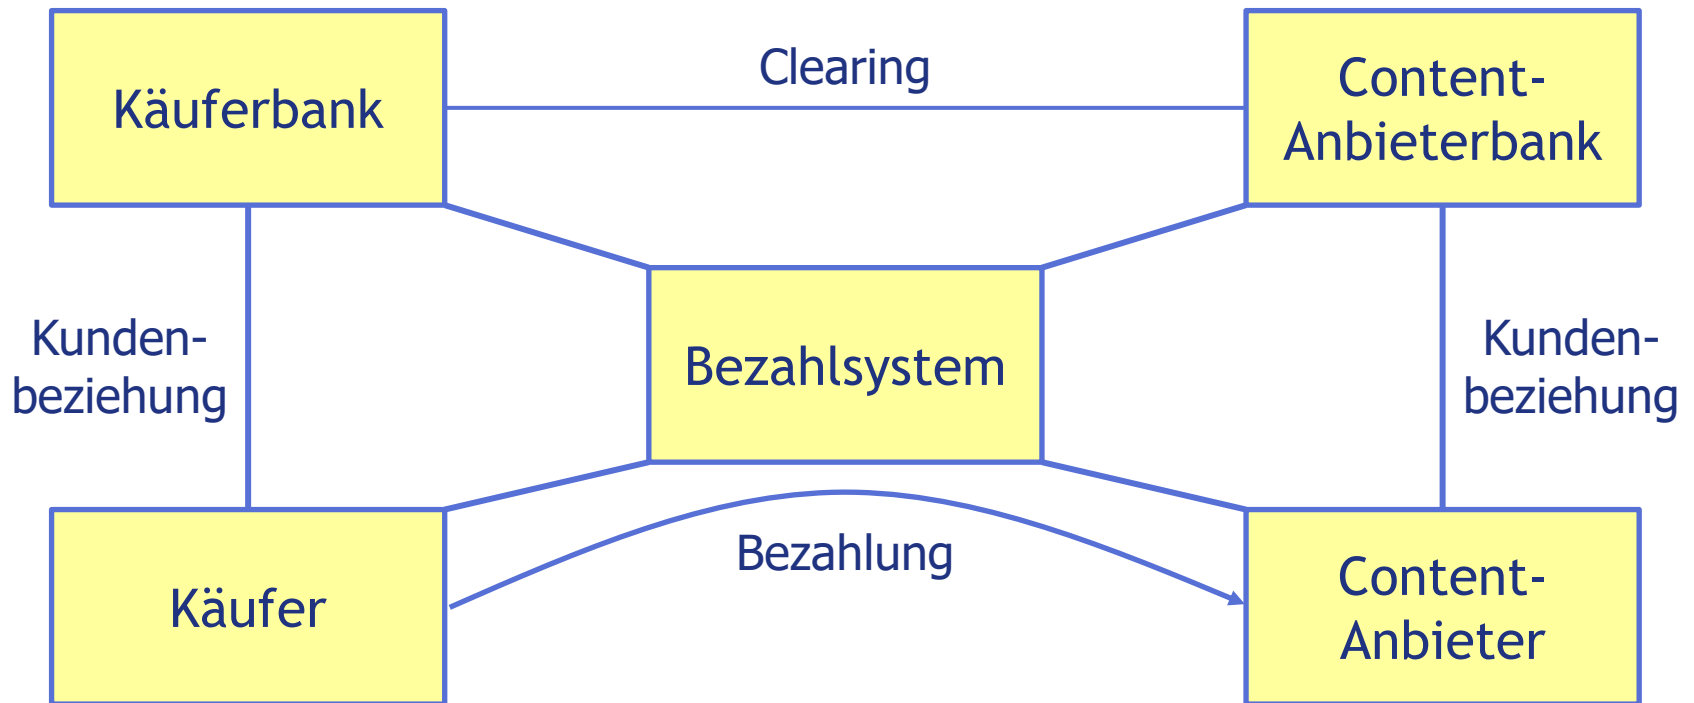 Käuferbank
Clearing
Content-
Anbieterbank
Kunden-
beziehung
Bezahlsystem
Kunden-
beziehung
Käufer
Bezahlung
Content-
Anbieter